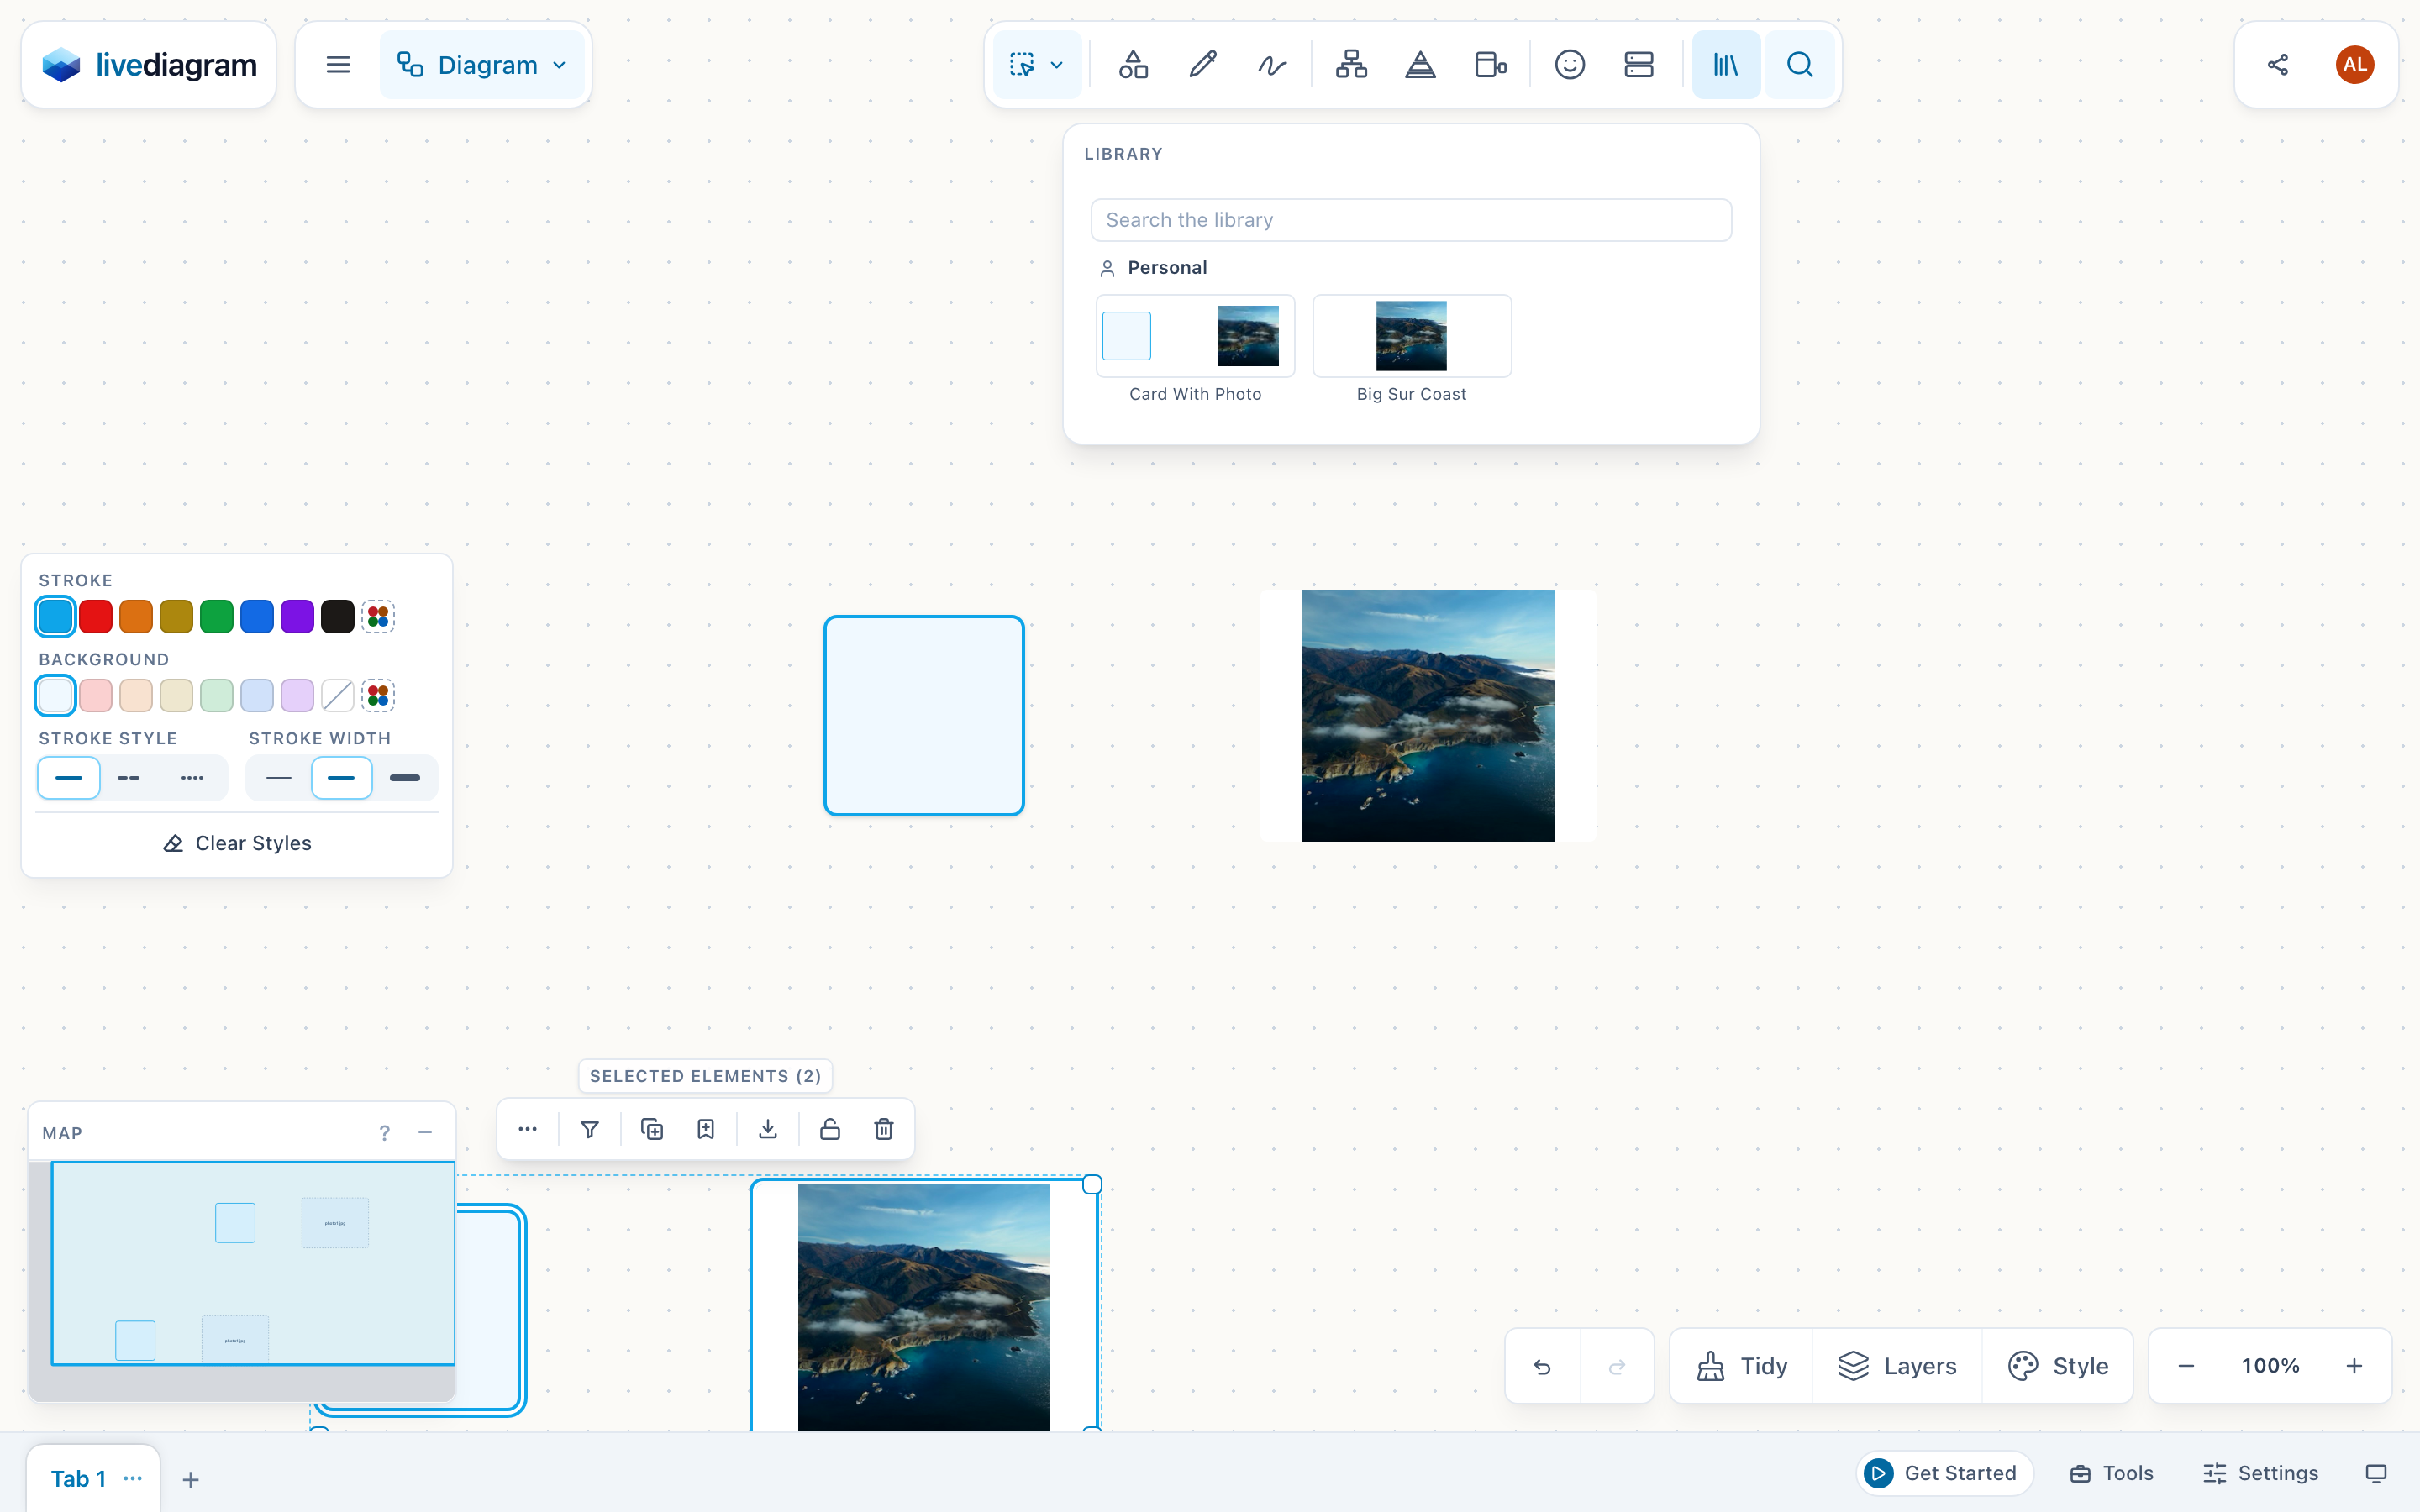 livediagram
Diagram
AL
LIBRARY
Search the library
Personal
Card With Photo
Big Sur Coast
STROKE
BACKGROUND
STROKE STYLE
STROKE WIDTH
Clear Styles
SELECTED ELEMENTS (2)
MAP
?
Tidy
Layers
Style
100%
Tab 1
Get Started
Tools
Settings